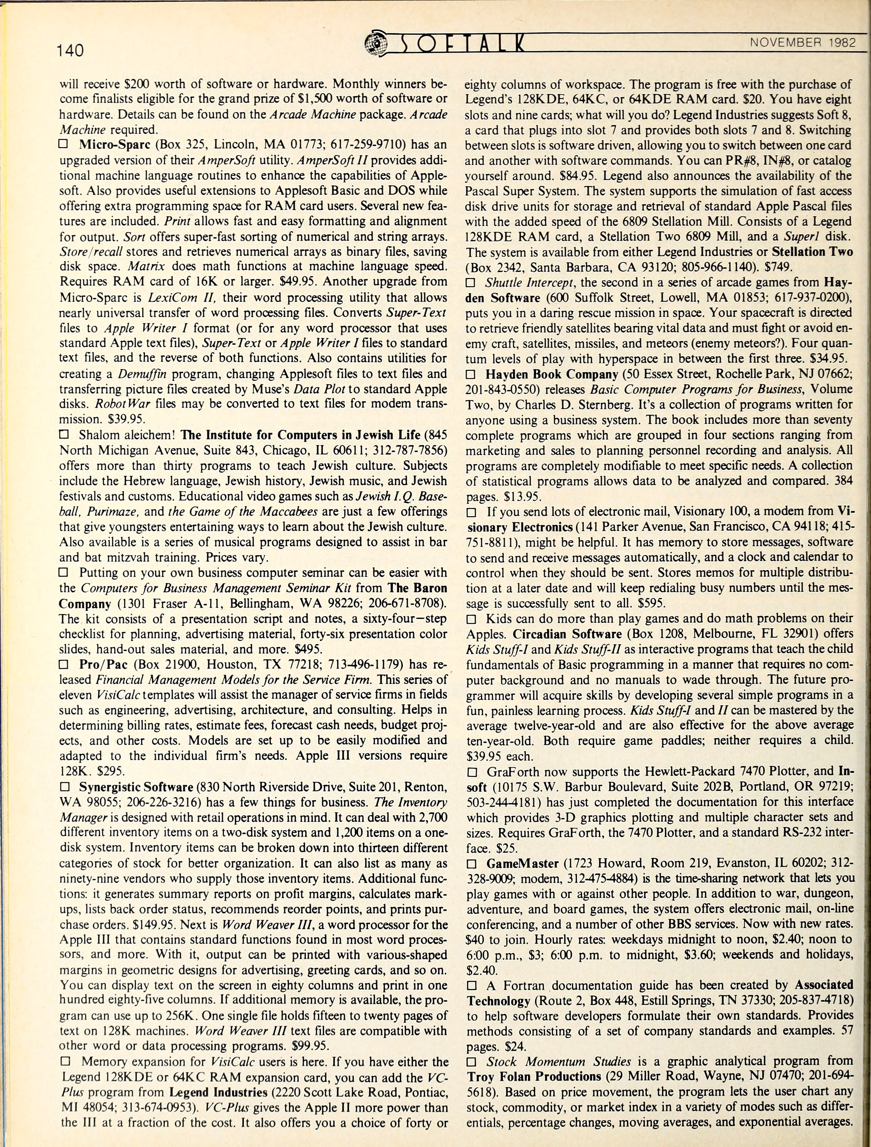 140
SOFTALK
NOVEMBER 1982
will receive $200 worth of software or hardware. Monthly winners be-
come finalists eligible for the grand prize of $1,500 worth of software or
hardware. Details can be found on the Arcade Machine package. Arcade
Machine required.
□ Micro-Sparc (Box 325, Lincoln, MA 01773; 617-259-9710) has an
upgraded version of their AmperSoft utility. AmperSoft II provides addi-
tional machine language routines to enhance the capabilities of Apple-
soft. Also provides useful extensions to Applesoft Basic and DOS while
offering extra programming space for RAM card users. Several new fea-
tures are included. Print allows fast and easy formatting and alignment
for output. Sort offers super-fast sorting of numerical and string arrays.
Store/recall stores and retrieves numerical arrays as binary files, saving
disk space. Matrix does math functions at machine language speed.
Requires RAM card of 16K or larger. $49.95. Another upgrade from
Micro-Sparc is LexiCom II, their word processing utility that allows
nearly universal transfer of word processing files. Converts Super-Text
files to Apple Writer I format (or for any word processor that uses
standard Apple text files), Super-Text or Apple Writer I files to standard
text files, and the reverse of both functions. Also contains utilities for
creating a Demuffin program, changing Applesoft files to text files and
transferring picture files created by Muse's Data Plot to standard Apple
disks. RobotWar files may be converted to text files for modem trans-
mission. $39.95.
□ Shalom aleichem! The Institute for Computers in Jewish Life (845
North Michigan Avenue, Suite 843, Chicago, IL 60611; 312-787-7856)
offers more than thirty programs to teach Jewish culture. Subjects
include the Hebrew language, Jewish history, Jewish music, and Jewish
festivals and customs. Educational video games such as Jewish I.Q. Base-
ball, Purimaze, and the Game of the Maccabees are just a few offerings
that give youngsters entertaining ways to learn about the Jewish culture.
Also available is a series of musical programs designed to assist in bar
and bat mitzvah training. Prices vary.
□ Putting on your own business computer seminar can be easier with
the Computers for Business Management Seminar Kit from The Baron
Company (1301 Fraser A-11, Bellingham, WA 98226; 206-671-8708).
The kit consists of a presentation script and notes, a sixty-four-step
checklist for planning, advertising material, forty-six presentation color
slides, hand-out sales material, and more. $495.
□ Pro/Pac (Box 21900, Houston, TX 77218; 713-496-1179) has re-
leased Financial Management Models for the Service Firm. This series of
eleven VisiCalc templates will assist the manager of service firms in fields
such as engineering, advertising, architecture, and consulting. Helps in
determining billing rates, estimate fees, forecast cash needs, budget proj-
ects, and other costs. Models are set up to be easily modified and
adapted to the individual firm's needs. Apple III versions require
128K. $295.
□ Synergistic Software (830 North Riverside Drive, Suite 201, Renton,
WA 98055; 206-226-3216) has a few things for business. The Inventory
Manager is designed with retail operations in mind. It can deal with 2,700
different inventory items on a two-disk system and 1,200 items on a one-
disk system. Inventory items can be broken down into thirteen different
categories of stock for better organization. It can also list as many as
ninety-nine vendors who supply those inventory items. Additional func-
tions: it generates summary reports on profit margins, calculates mark-
ups, lists back order status, recommends reorder points, and prints pur-
chase orders. $149.95. Next is Word Weaver III, a word processor for the
Apple III that contains standard functions found in most word proces-
sors, and more. With it, output can be printed with various-shaped
margins in geometric designs for advertising, greeting cards, and so on.
You can display text on the screen in eighty columns and print in one
hundred eighty-five columns. If additional memory is available, the pro-
gram can use up to 256K. One single file holds fifteen to twenty pages of
text on 128K machines. Word Weaver III text files are compatible with
other word or data processing programs. $99.95.
□ Memory expansion for VisiCalc users is here. If you have either the
Legend 128KDE or 64KC RAM expansion card, you can add the VC-
Plus program from Legend Industries (2220 Scott Lake Road, Pontiac,
MI 48054; 313-674-0953). VC-Plus gives the Apple II more power than
the III at a fraction of the cost. It also offers you a choice of forty or
eighty columns of workspace. The program is free with the purchase of
Legend's 128KDE, 64KC, or 64KDE RAM card. $20. You have eight
slots and nine cards; what will you do? Legend Industries suggests Soft 8,
a card that plugs into slot 7 and provides both slots 7 and 8. Switching
between slots is software driven, allowing you to switch between one card
and another with software commands. You can PR#8, IN#8, or catalog
yourself around. $84.95. Legend also announces the availability of the
Pascal Super System. The system supports the simulation of fast access
disk drive units for storage and retrieval of standard Apple Pascal files
with the added speed of the 6809 Stellation Mill. Consists of a Legend
128KDE RAM card, a Stellation Two 6809 Mill, and a Super1 disk.
The system is available from either Legend Industries or Stellation Two
(Box 2342, Santa Barbara, CA 93120; 805-966-1140). $749.
□ Shuttle Intercept, the second in a series of arcade games from Hay-
den Software (600 Suffolk Street, Lowell, MA 01853; 617-937-0200),
puts you in a daring rescue mission in space. Your spacecraft is directed
to retrieve friendly satellites bearing vital data and must fight or avoid en-
emy craft, satellites, missiles, and meteors (enemy meteors?). Four quan-
tum levels of play with hyperspace in between the first three. $34.95.
□ Hayden Book Company (50 Essex Street, Rochelle Park, NJ 07662;
201-843-0550) releases Basic Computer Programs for Business, Volume
Two, by Charles D. Sternberg. It's a collection of programs written for
anyone using a business system. The book includes more than seventy
complete programs which are grouped in four sections ranging from
marketing and sales to planning personnel recording and analysis. All
programs are completely modifiable to meet specific needs. A collection
of statistical programs allows data to be analyzed and compared. 384
pages. $13.95.
□ If you send lots of electronic mail, Visionary 100, a modem from Vi-
sionary Electronics (141 Parker Avenue, San Francisco, CA 94118; 415-
751-8811), might be helpful. It has memory to store messages, software
to send and receive messages automatically, and a clock and calendar to
control when they should be sent. Stores memos for multiple distribu-
tion at a later date and will keep redialing busy numbers until the mes-
sage is successfully sent to all. $595.
□ Kids can do more than play games and do math problems on their
Apples. Circadian Software (Box 1208, Melbourne, FL 32901) offers
Kids Stuff-I and Kids Stuff-II as interactive programs that teach the child
fundamentals of Basic programming in a manner that requires no com-
puter background and no manuals to wade through. The future pro-
grammer will acquire skills by developing several simple programs in a
fun, painless learning process. Kids Stuff-I and II can be mastered by the
average twelve-year-old and are also effective for the above average
ten-year-old. Both require game paddles; neither requires a child.
$39.95 each.
□ GraForth now supports the Hewlett-Packard 7470 Plotter, and In-
soft (10175 S.W. Barbur Boulevard, Suite 202B, Portland, OR 97219;
503-244-4181) has just completed the documentation for this interface
which provides 3-D graphics plotting and multiple character sets and
sizes. Requires GraForth, the 7470 Plotter, and a standard RS-232 inter-
face. $25.
□ GameMaster (1723 Howard, Room 219, Evanston, IL 60202; 312-
328-9009; modem, 312-475-4884) is the time-sharing network that lets you
play games with or against other people. In addition to war, dungeon,
adventure, and board games, the system offers electronic mail, on-line
conferencing, and a number of other BBS services. Now with new rates.
$40 to join. Hourly rates: weekdays midnight to noon, $2.40; noon to
6:00 p.m., $3; 6:00 p.m. to midnight, $3.60; weekends and holidays,
$2.40.
□ A Fortran documentation guide has been created by Associated
Technology (Route 2, Box 448, Estill Springs, TN 37330; 205-837-4718)
to help software developers formulate their own standards. Provides
methods consisting of a set of company standards and examples. 57
pages. $24.
□ Stock Momentum Studies is a graphic analytical program from
Troy Folan Productions (29 Miller Road, Wayne, NJ 07470; 201-694-
5618). Based on price movement, the program lets the user chart any
stock, commodity, or market index in a variety of modes such as differ-
entials, percentage changes, moving averages, and exponential averages.